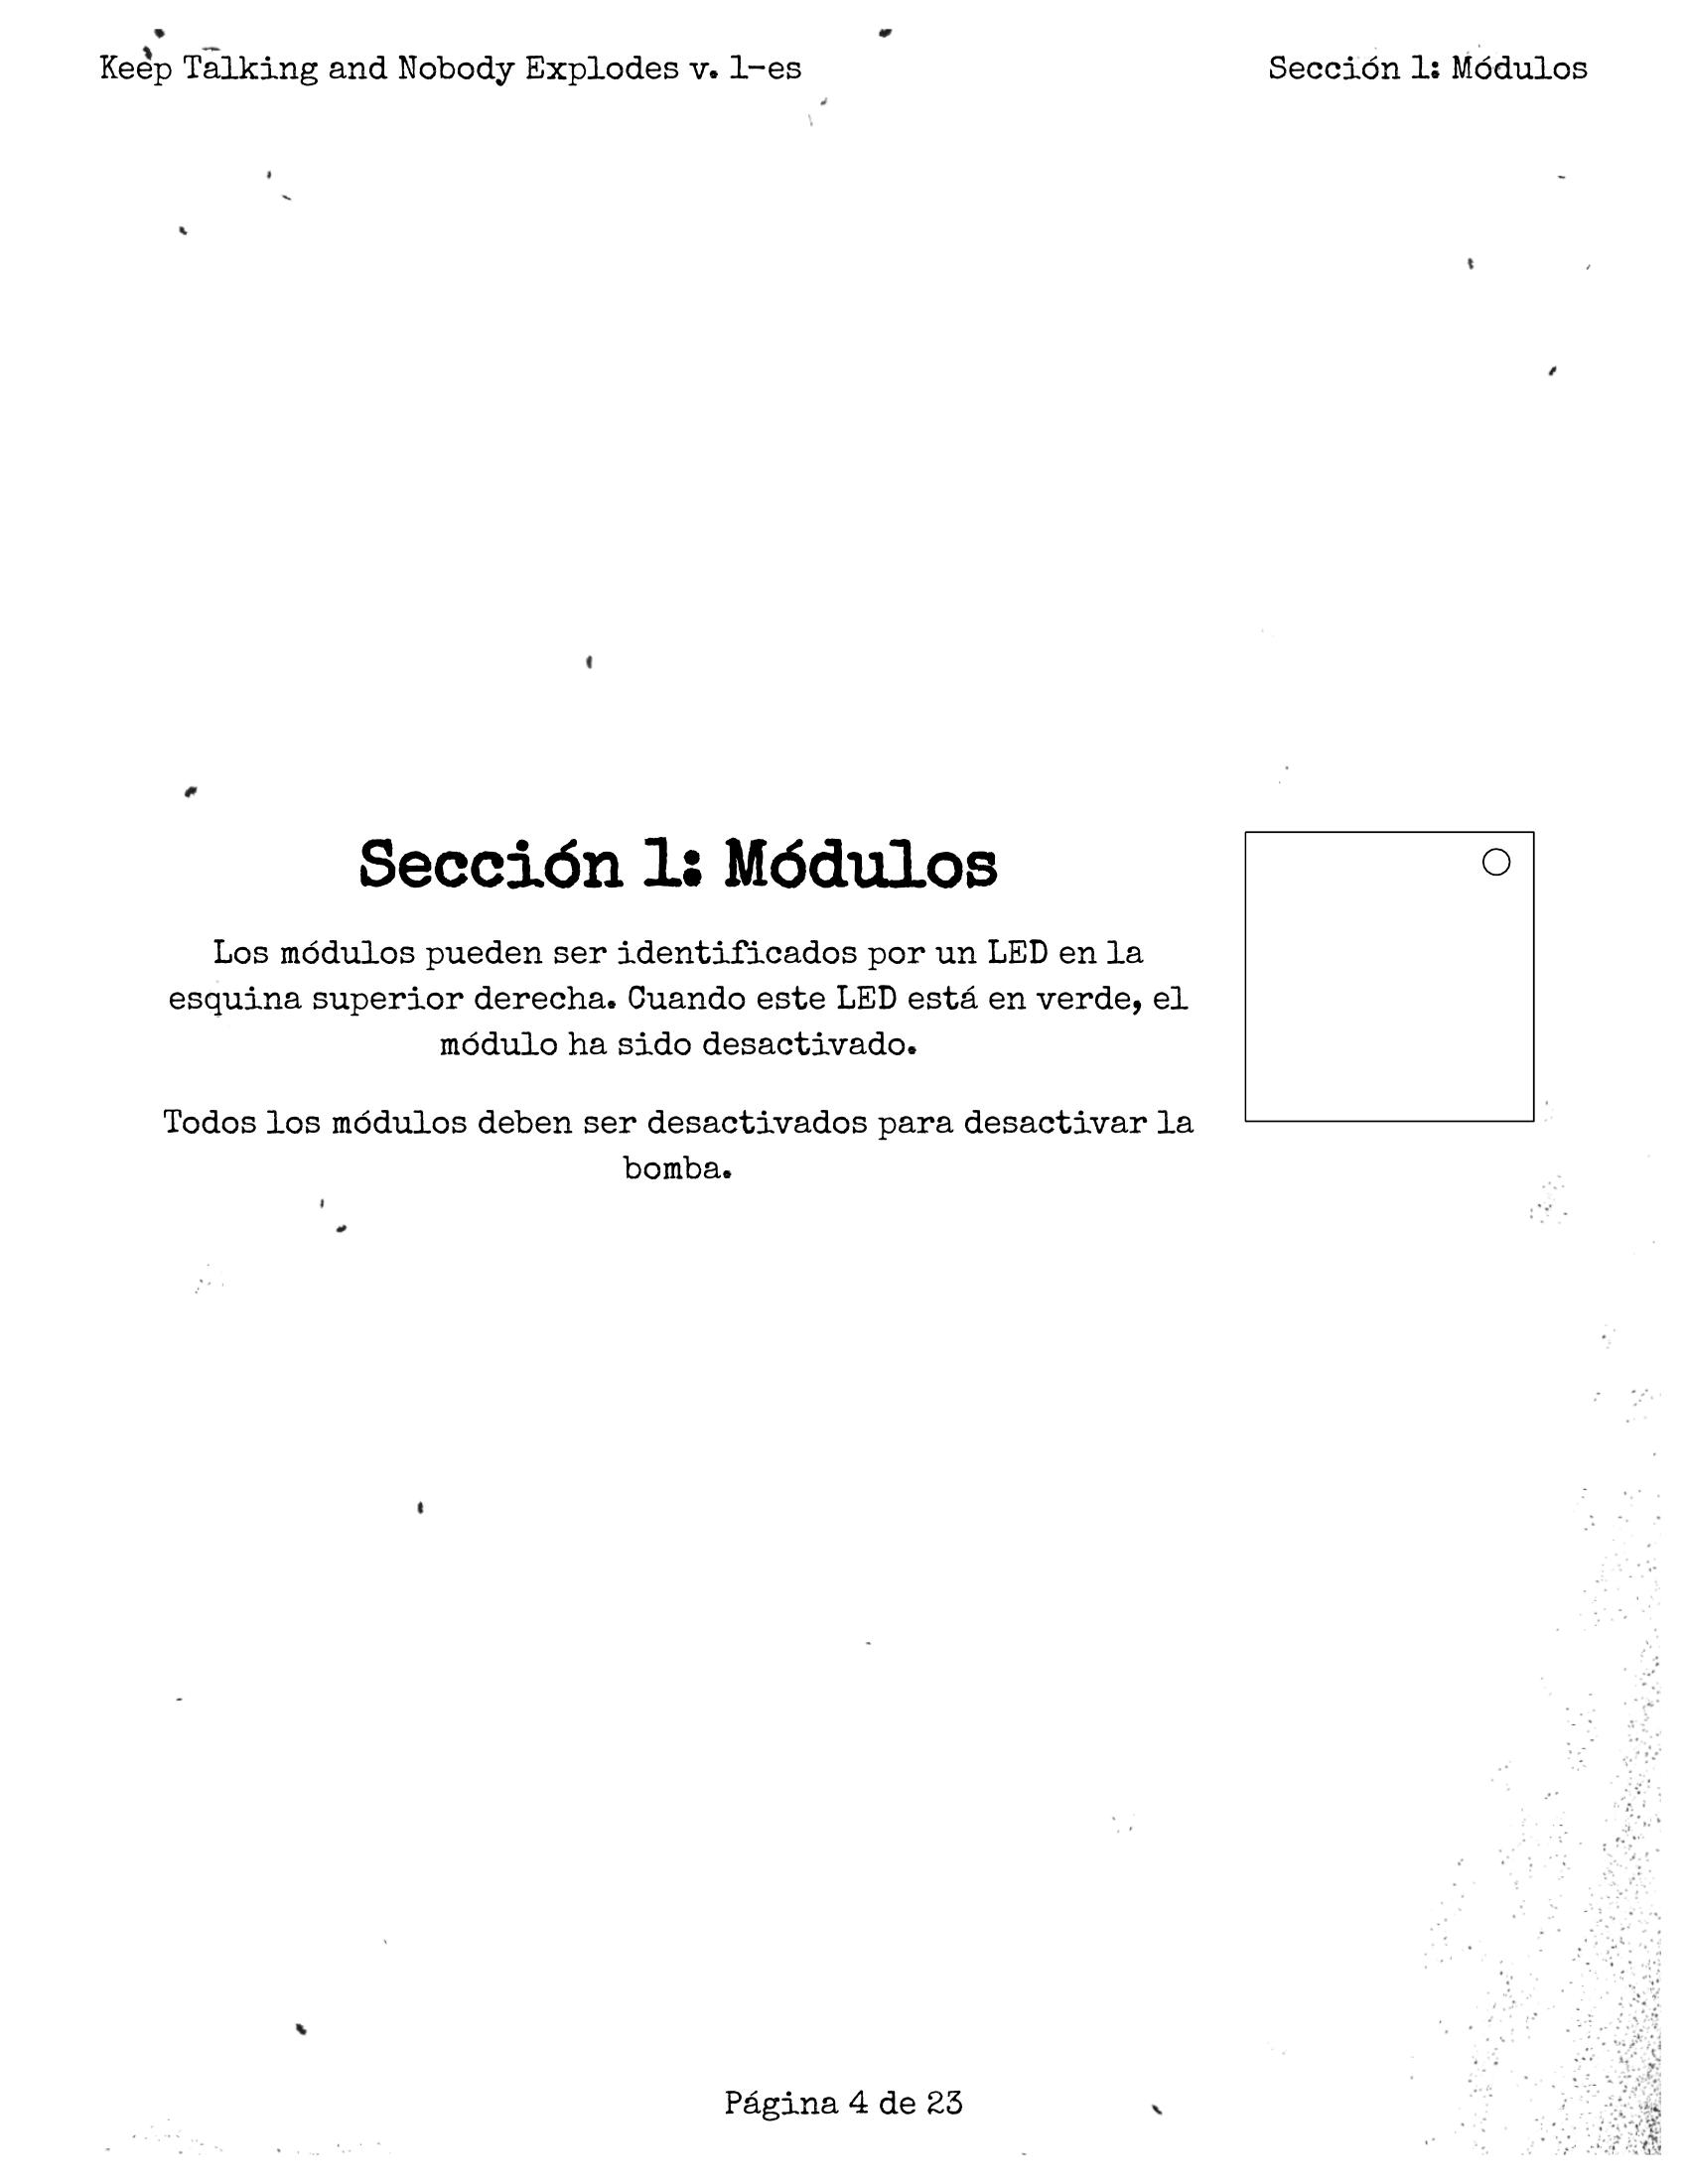 Keep Talking and Nobody Explodes v. 1-es
Sección 1: Módulos
Sección 1: Módulos
Los módulos pueden ser identificados por un LED en la
esquina superior derecha. Cuando este LED está en verde, el
módulo ha sido desactivado.
Todos los módulos deben ser desactivados para desactivar la
bomba.
Página 4 de 23